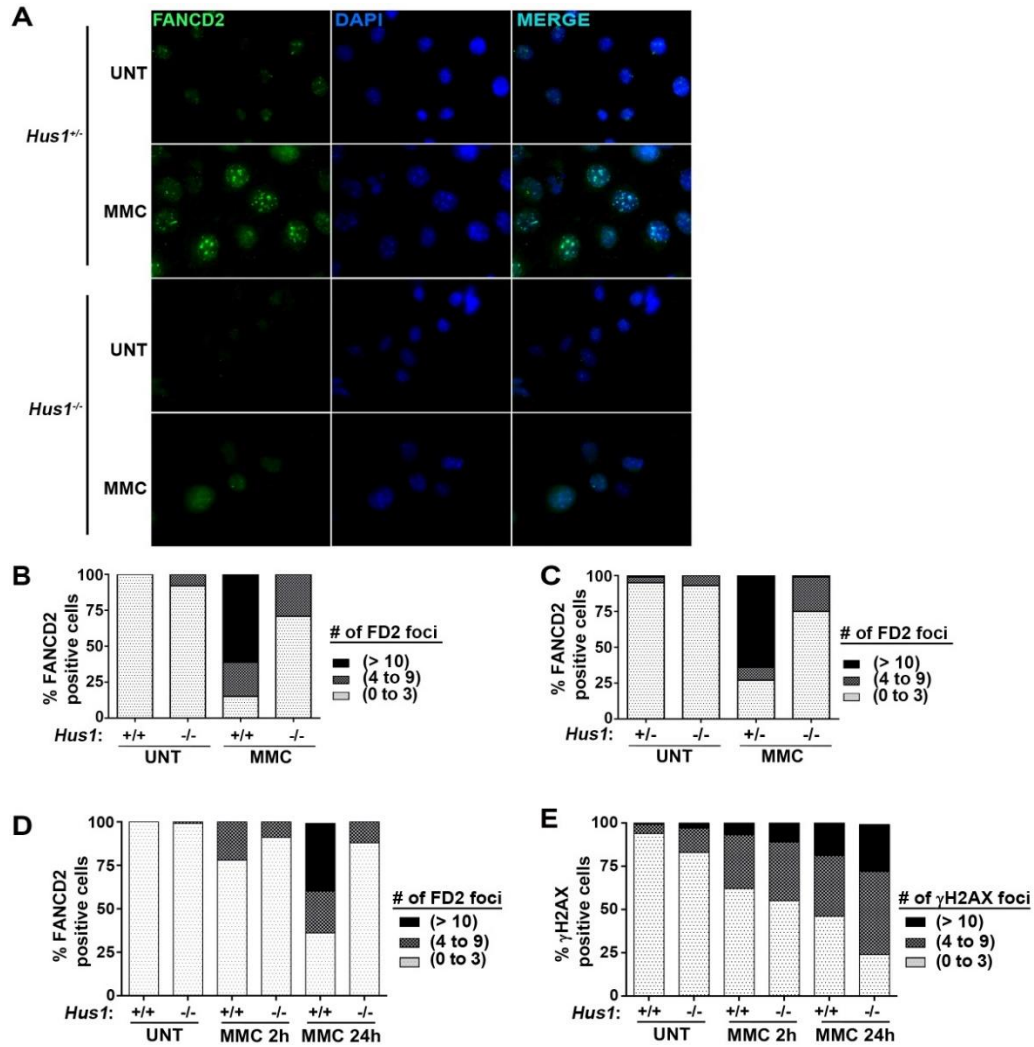 A
FANCD2 DAPI MERGE
UNT
Hus1+/-
MMC
UNT
Hus1-/-
MMC
B
% FANCD2
positive cells
100
75
50
25
0
# of FD2 foci
(> 10)
(4 to 9)
(0 to 3)
Hus1: +/+ -/- +/+ -/-
UNT MMC
C
% FANCD2
positive cells
100
75
50
25
0
# of FD2 foci
(> 10)
(4 to 9)
(0 to 3)
Hus1: +/- -/- +/- -/-
UNT MMC
D
% FANCD2
positive cells
100
75
50
25
0
# of FD2 foci
(> 10)
(4 to 9)
(0 to 3)
Hus1: +/+ -/- +/+ -/- +/+ -/-
UNT MMC 2h MMC 24h
E
% γH2AX
positive cells
100
75
50
25
0
# of γH2AX foci
(> 10)
(4 to 9)
(0 to 3)
Hus1: +/+ -/- +/+ -/- +/+ -/-
UNT MMC 2h MMC 24h